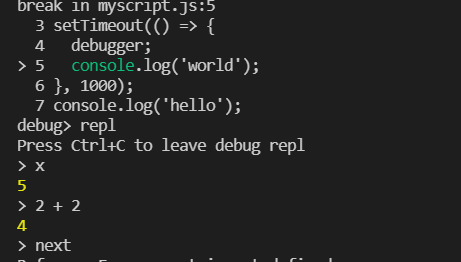 break in myscript.js:5
3 setTimeout(() => {
4 debugger;
> 5 console.log('world');
6 }, 1000);
7 console.log('hello');
debug> repl
Press Ctrl+C to leave debug repl
> x
5
> 2 + 2
4
> next